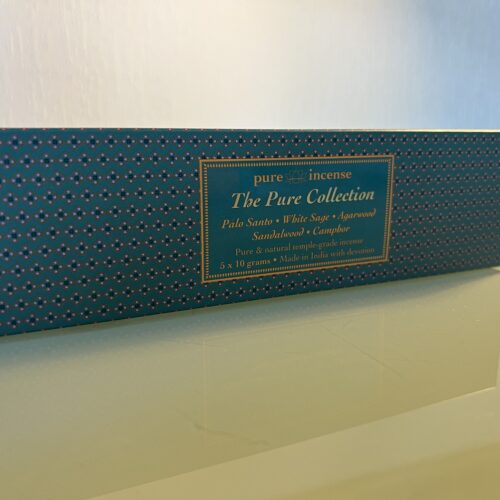 pure incense
The Pure Collection
Palo Santo • White Sage • Agarwood
Sandalwood • Camphor
Pure & natural temple-grade incense
5 x 10 grams • Made in India with devotion